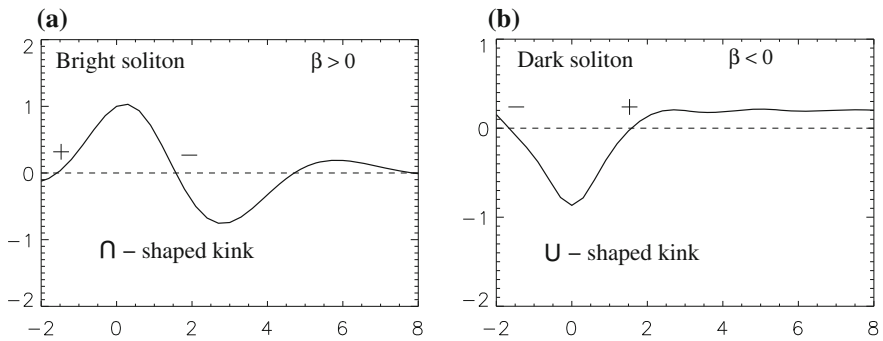 (a)
Bright soliton β > 0
+ −
∩ – shaped kink
2
1
0
−1
−2
−2 0 2 4 6 8
(b)
Dark soliton β < 0
− +
∪ – shaped kink
1
0
−1
−2
−2 0 2 4 6 8